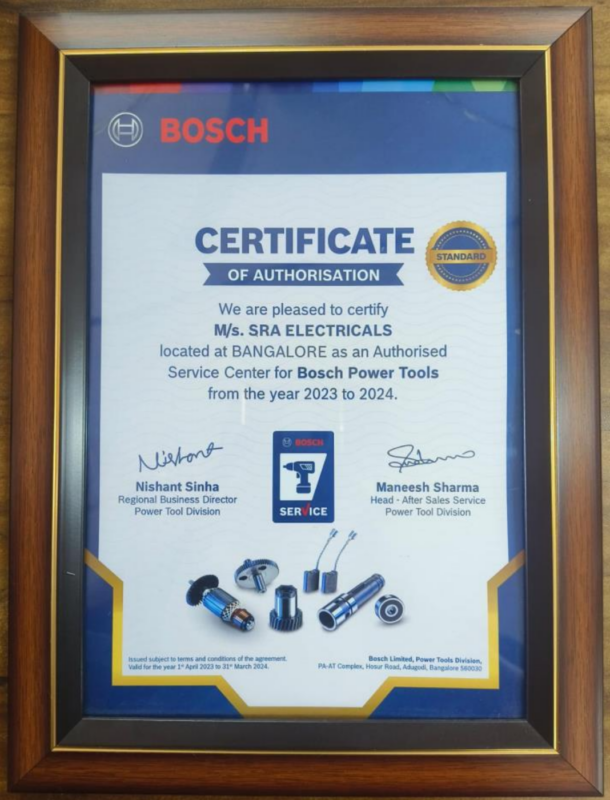 BOSCH
CERTIFICATE
STANDARD
OF AUTHORISATION
We are pleased to certify
M/s. SRA ELECTRICALS
located at BANGALORE as an Authorised
Service Center for Bosch Power Tools
from the year 2023 to 2024.
Nishant
Nishant Sinha
Regional Business Director
Power Tool Division
BOSCH
SERVICE
Maneesh Sharma
Head - After Sales Service
Power Tool Division
Issued subject to terms and conditions of the agreement.
Valid for the year 1st April 2023 to 31st March 2024.
Bosch Limited, Power Tools Division,
PA-AT Complex, Hosur Road, Adugodi, Bangalore 560030